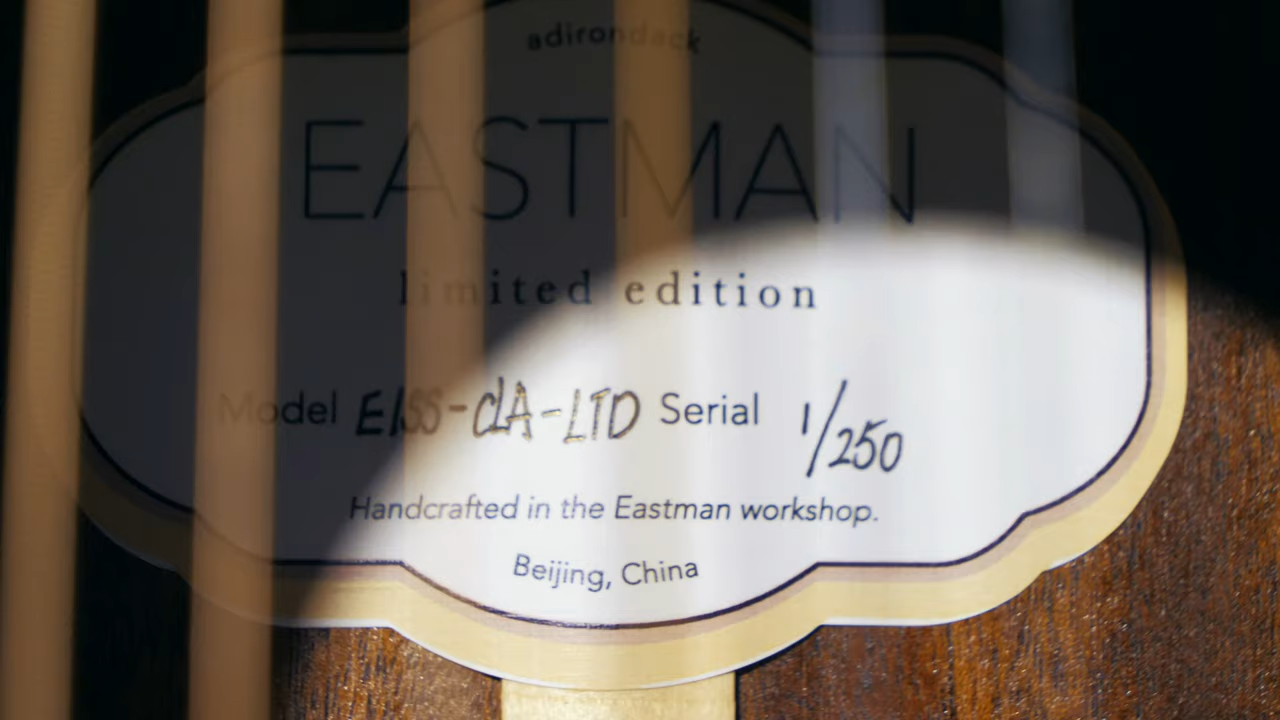 adirondack
EASTMAN
limited edition
Model E1SS-CLA-LTD Serial 1/250
Handcrafted in the Eastman workshop.
Beijing, China